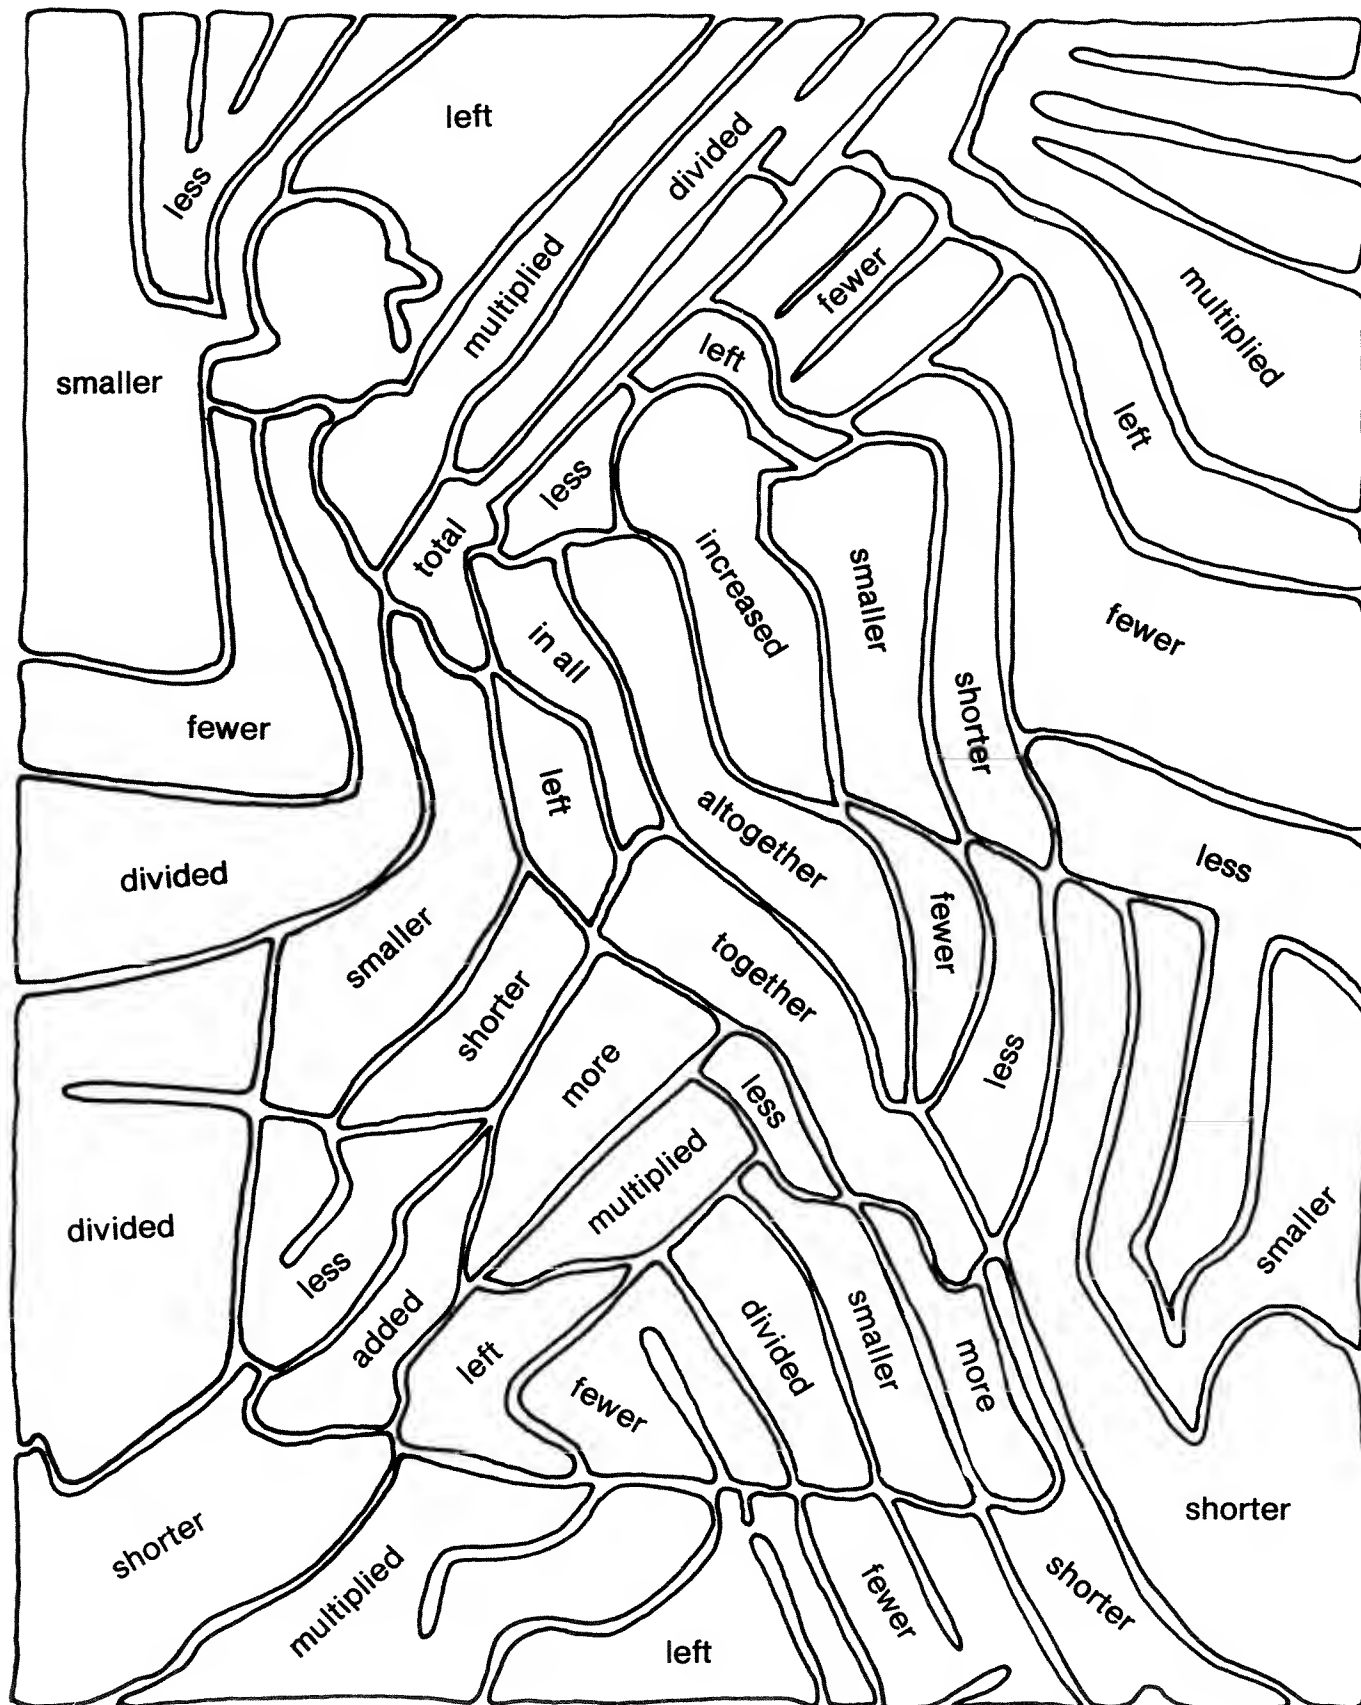 left
divided
less
multiplied
fewer
multiplied
left
smaller
left
less
total
increased
smaller
in all
fewer
shorter
fewer
left
altogether
less
divided
fewer
smaller
together
shorter
less
more
less
multiplied
divided
smaller
less
added
left
divided
smaller
more
fewer
shorter
shorter
multiplied
fewer
shorter
left